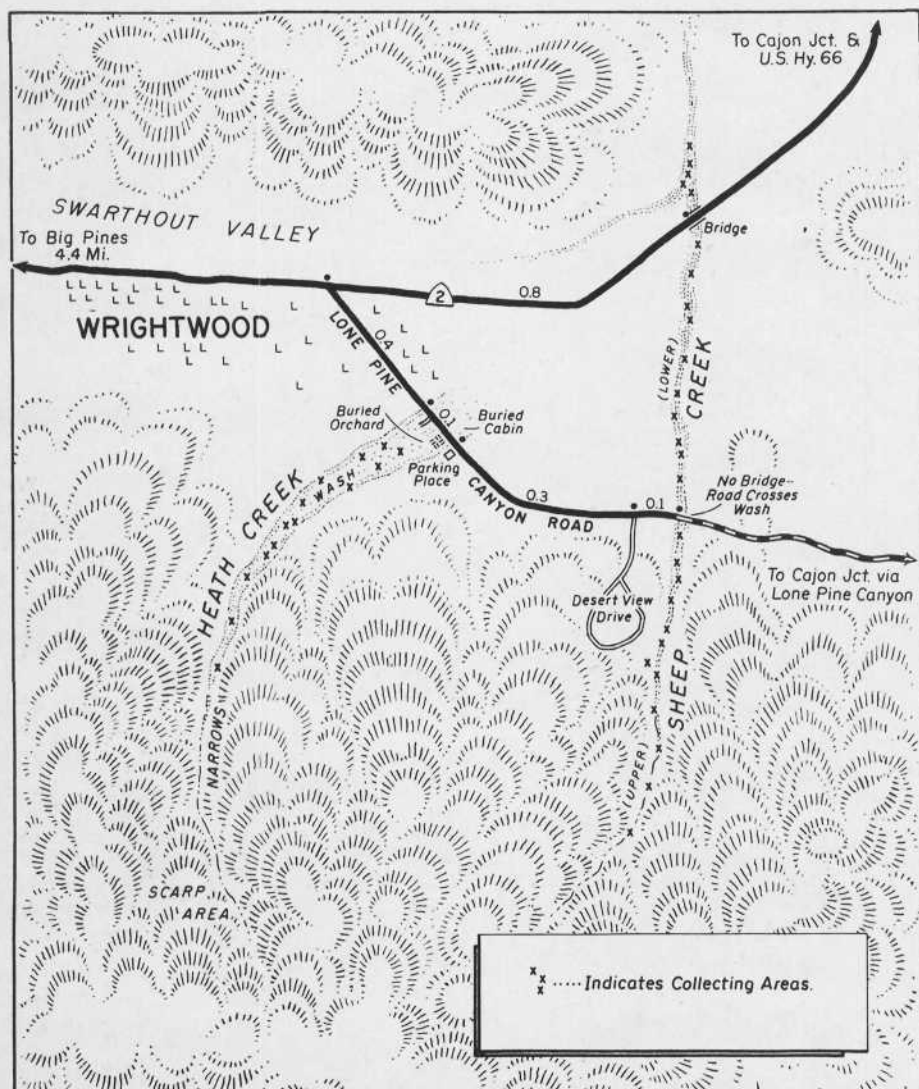 To Cajon Jct. &
U.S. Hy. 66
SWARTHOUT VALLEY
To Big Pines
4.4 Mi.
Bridge
2
0.8
WRIGHTWOOD
0.4
LONE PINE
(LOWER)
CREEK
0.1
Buried
Orchard
Buried
Cabin
Parking
Place
WASH
HEATH CREEK
CANYON ROAD
0.3
0.1
No Bridge--
Road Crosses
Wash
To Cajon Jct. via
Lone Pine Canyon
Desert View
Drive
SHEEP
(UPPER)
NARROWS
SCARP
AREA
x x x ..... Indicates Collecting Areas.